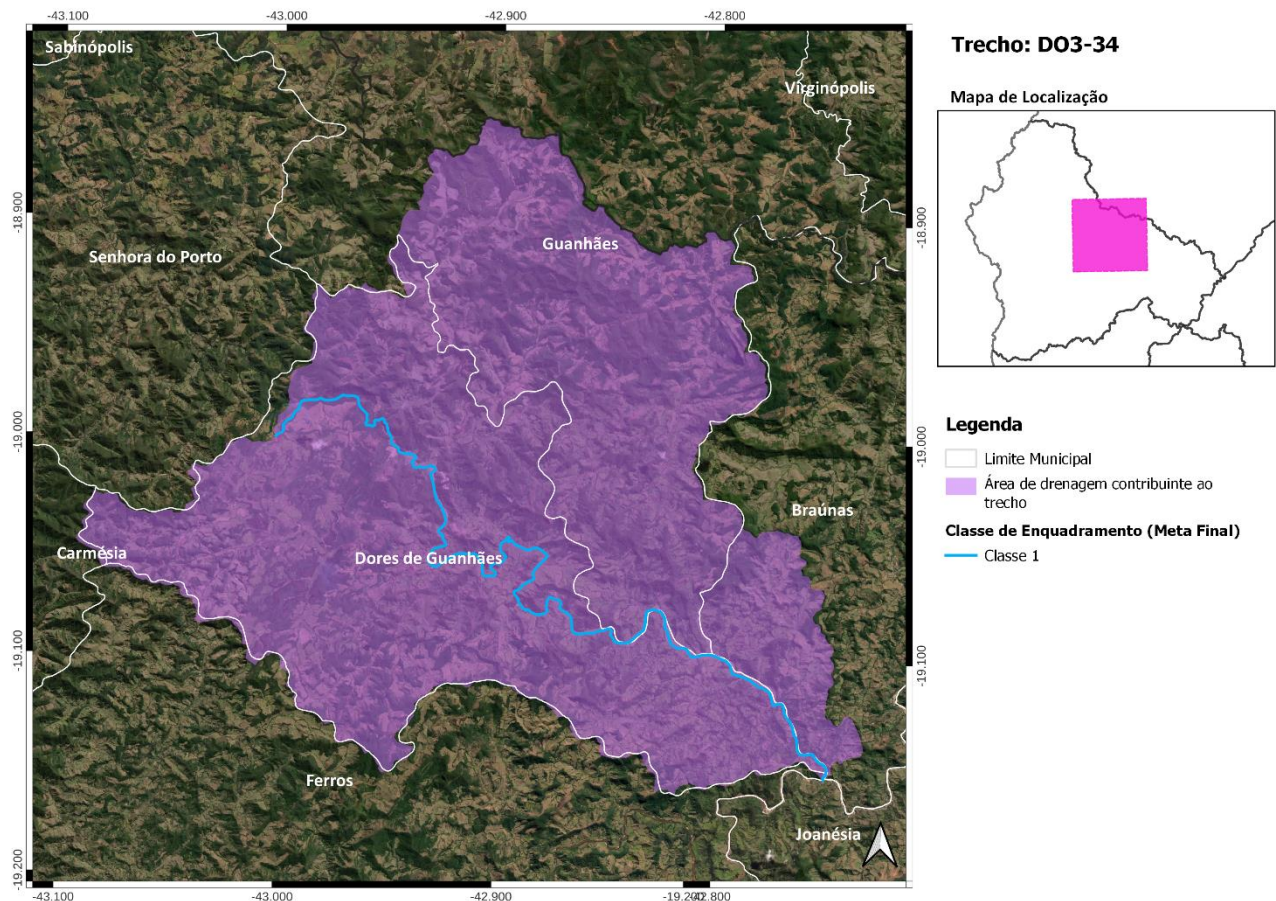 -43.100
-43.000
-42.900
-42.800
Sabinópolis
Virginópolis
-18.900
-18.900
Guanhães
Senhora do Porto
-19.000
-19.000
Braúnas
Carmésia
Dores de Guanhães
-19.100
-19.100
Ferros
Joanésia
-19.200
-43.100
-43.000
-42.900
-42.800
Trecho: DO3-34
Mapa de Localização
Legenda
Limite Municipal
Área de drenagem contribuinte ao
trecho
Classe de Enquadramento (Meta Final)
Classe 1